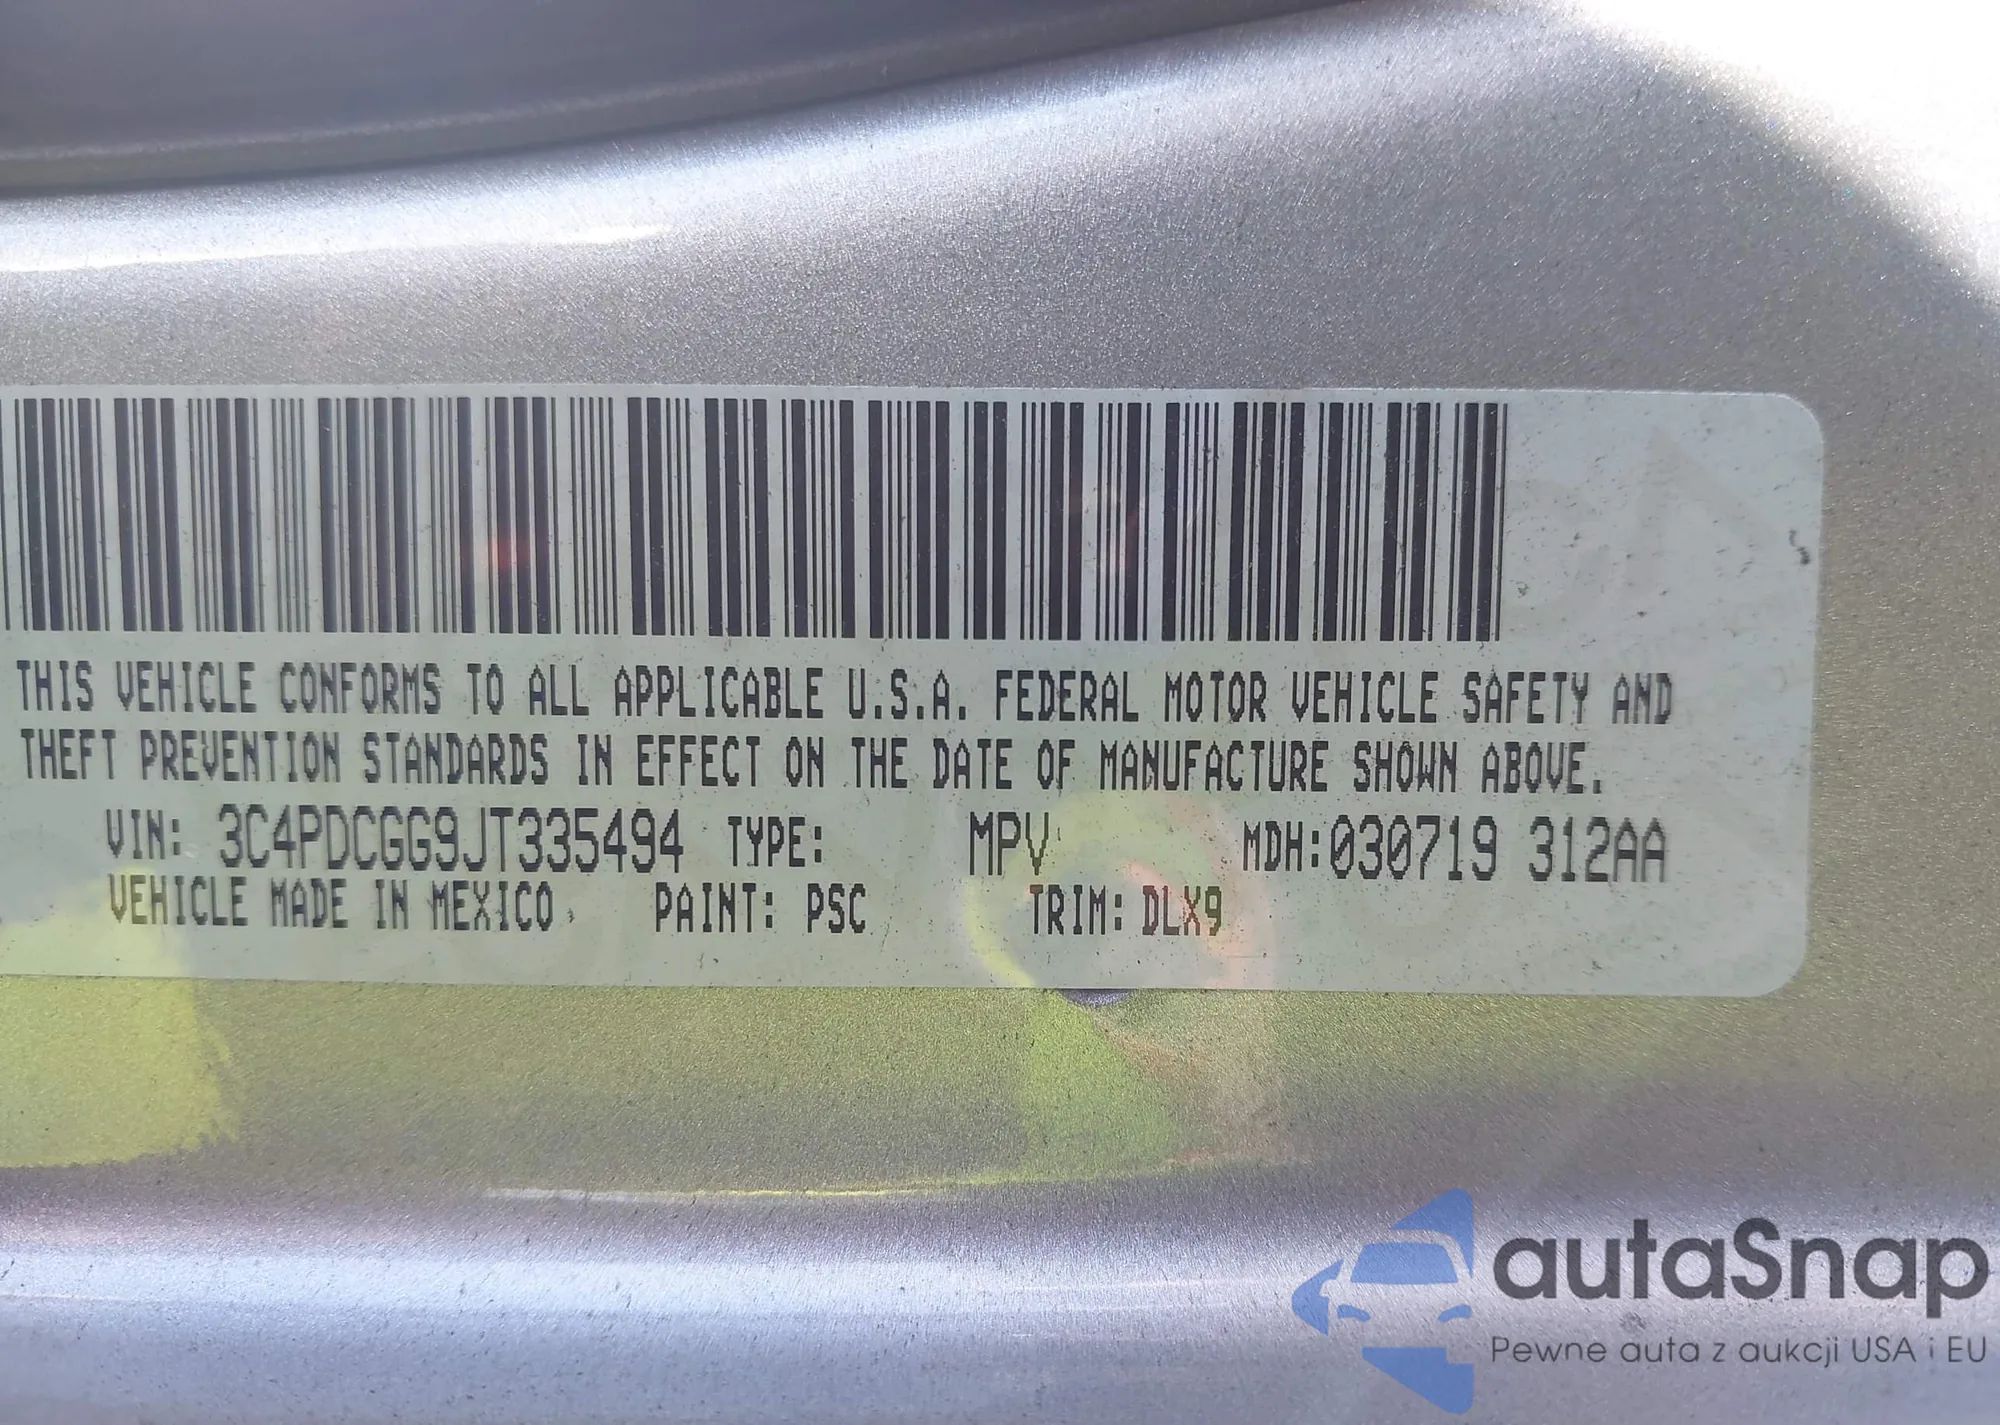 THIS VEHICLE CONFORMS TO ALL APPLICABLE U.S.A. FEDERAL MOTOR VEHICLE SAFETY AND
THEFT PREVENTION STANDARDS IN EFFECT ON THE DATE OF MANUFACTURE SHOWN ABOVE.
VIN: 3C4PDCGG9JT335494 TYPE: MPV MDH:030719 312AA
VEHICLE MADE IN MEXICO PAINT: PSC TRIM: DLX9
autaSnap
Pewne auta z aukcji USA i EU